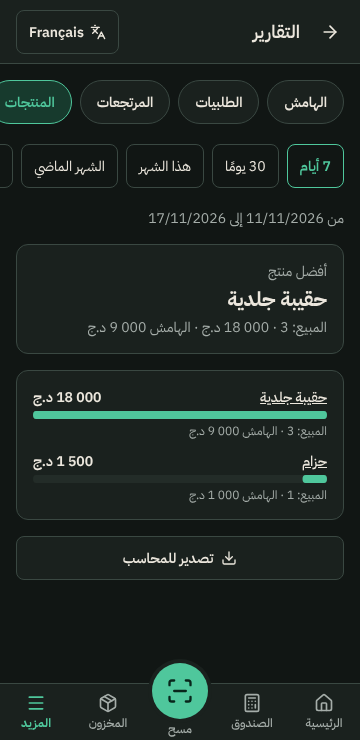 التقارير
Français
الهامش
الطلبيات
المرتجعات
المنتجات
7 أيام
30 يومًا
هذا الشهر
الشهر الماضي
من 11/11/2026 إلى 17/11/2026
أفضل منتج
حقيبة جلدية
المبيع: 3 · 18 000 د.ج · الهامش 9 000 د.ج
حقيبة جلدية 18 000 د.ج
المبيع: 3 · الهامش 9 000 د.ج
حزام 1 500 د.ج
المبيع: 1 · الهامش 1 000 د.ج
تصدير للمحاسب
الرئيسية
الصندوق
مسح
المخزون
المزيد